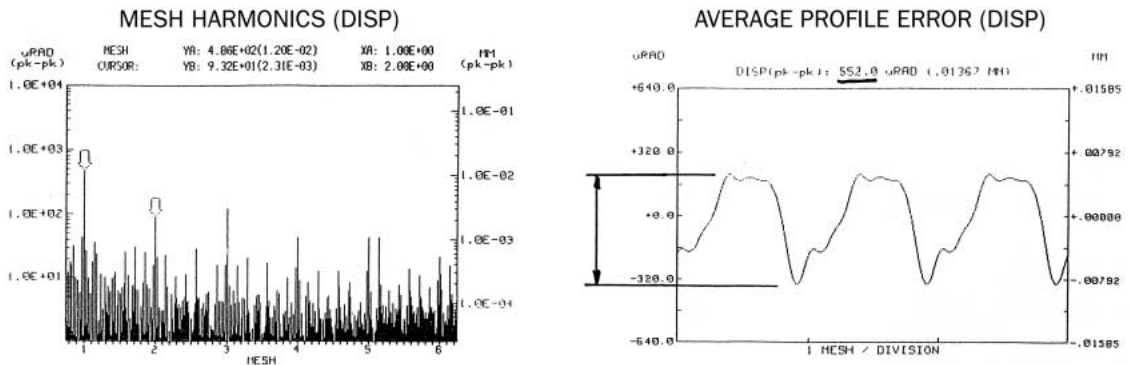 MESH HARMONICS (DISP)
uRAD (pk-pk)
MESH YA: 4.86E+02(1.20E-02) XA: 1.00E+00
CURSOR: YB: 9.32E+01(2.31E-03) XB: 2.00E+00
MM (pk-pk)
1.0E+04
1.0E+03
1.0E+02
1.0E+01
1.0E-01
1.0E-02
1.0E-03
1.0E-04
1 2 3 4 5 6
MESH
AVERAGE PROFILE ERROR (DISP)
uRAD
MM
DISP(pk-pk): 552.0 uRAD (.01367 MM)
+640.0
+320.0
+0.0
-320.0
-640.0
+.01585
+.00792
+.00000
-.00792
-.01585
1 MESH / DIVISION